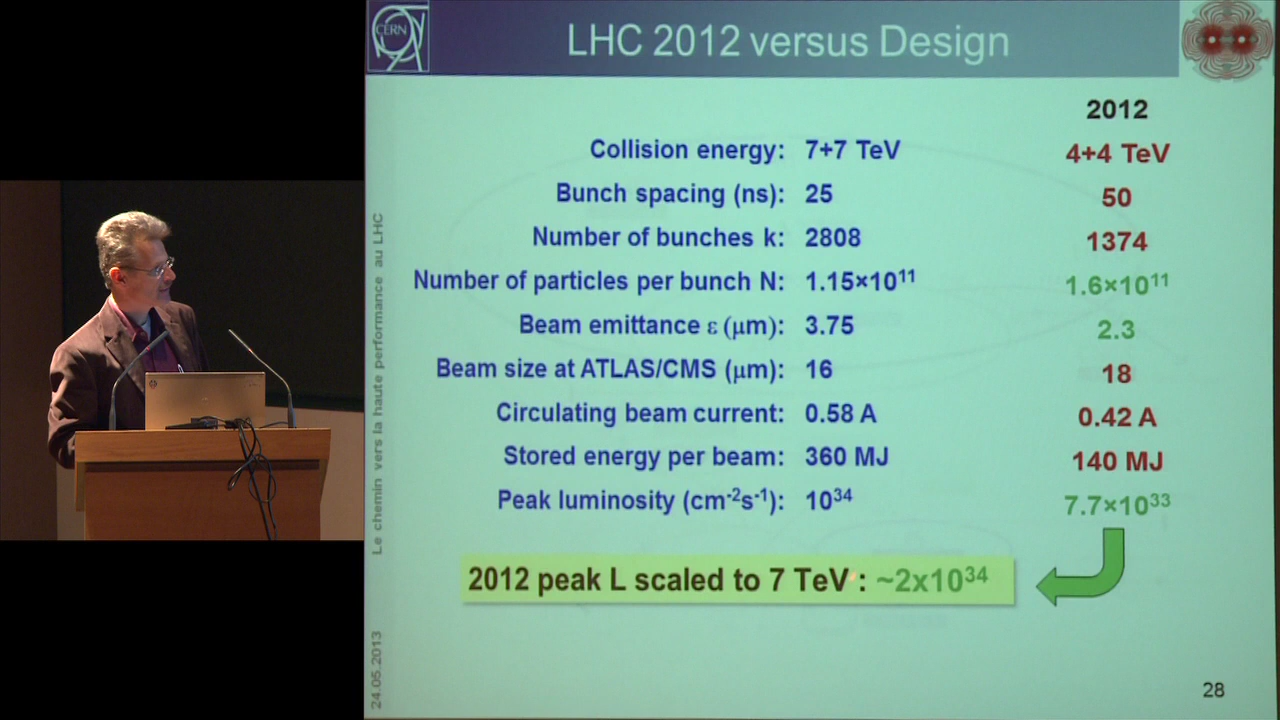 CERN
LHC 2012 versus Design
2012
Collision energy: 7+7 TeV 4+4 TeV
Bunch spacing (ns): 25 50
Number of bunches k: 2808 1374
Number of particles per bunch N: 1.15×10¹¹ 1.6×10¹¹
Beam emittance ε (μm): 3.75 2.3
Beam size at ATLAS/CMS (μm): 16 18
Circulating beam current: 0.58 A 0.42 A
Stored energy per beam: 360 MJ 140 MJ
Peak luminosity (cm⁻²s⁻¹): 10³⁴ 7.7×10³³
2012 peak L scaled to 7 TeV : ~2x10³⁴
Le chemin vers la haute performance au LHC
24.05.2013
28